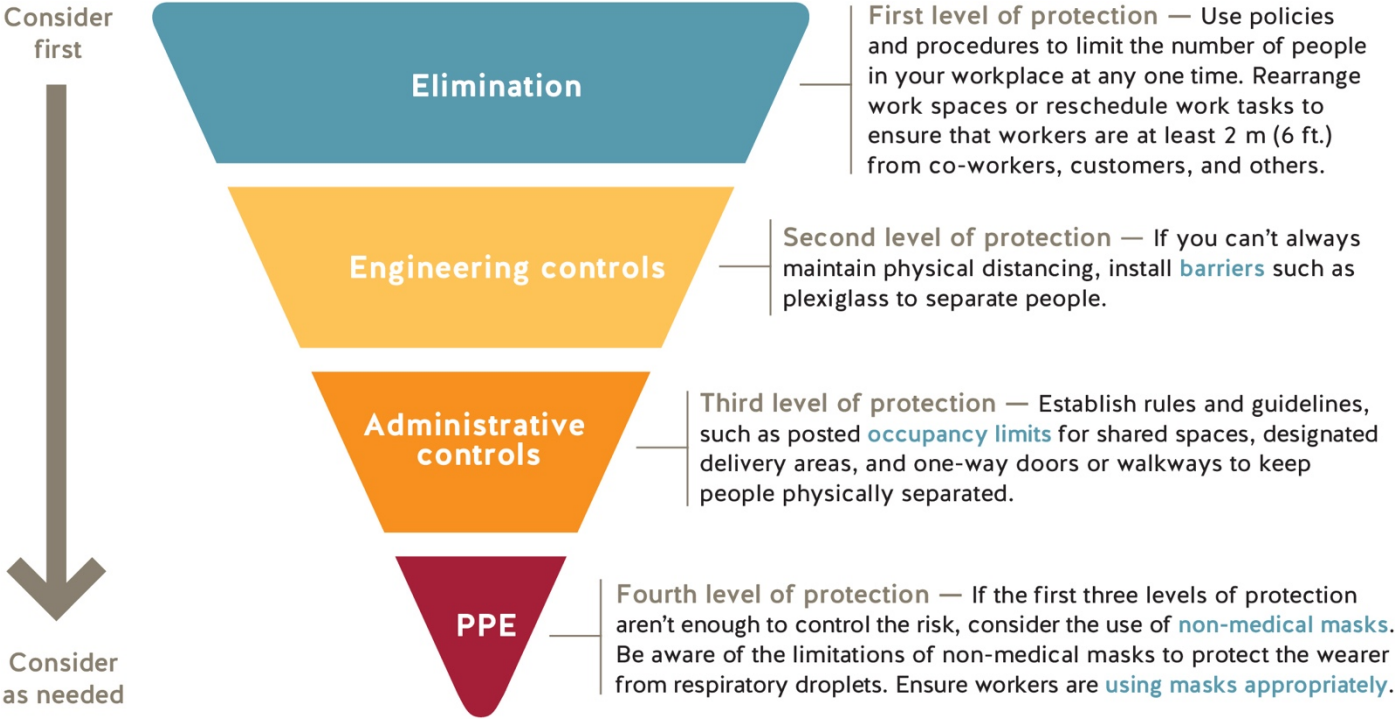 Consider
first
Elimination
First level of protection — Use policies
and procedures to limit the number of people
in your workplace at any one time. Rearrange
work spaces or reschedule work tasks to
ensure that workers are at least 2 m (6 ft.)
from co-workers, customers, and others.
Engineering controls
Second level of protection — If you can’t always
maintain physical distancing, install barriers such as
plexiglass to separate people.
Administrative
controls
Third level of protection — Establish rules and guidelines,
such as posted occupancy limits for shared spaces, designated
delivery areas, and one-way doors or walkways to keep
people physically separated.
PPE
Fourth level of protection — If the first three levels of protection
aren’t enough to control the risk, consider the use of non-medical masks.
Be aware of the limitations of non-medical masks to protect the wearer
from respiratory droplets. Ensure workers are using masks appropriately.
Consider
as needed